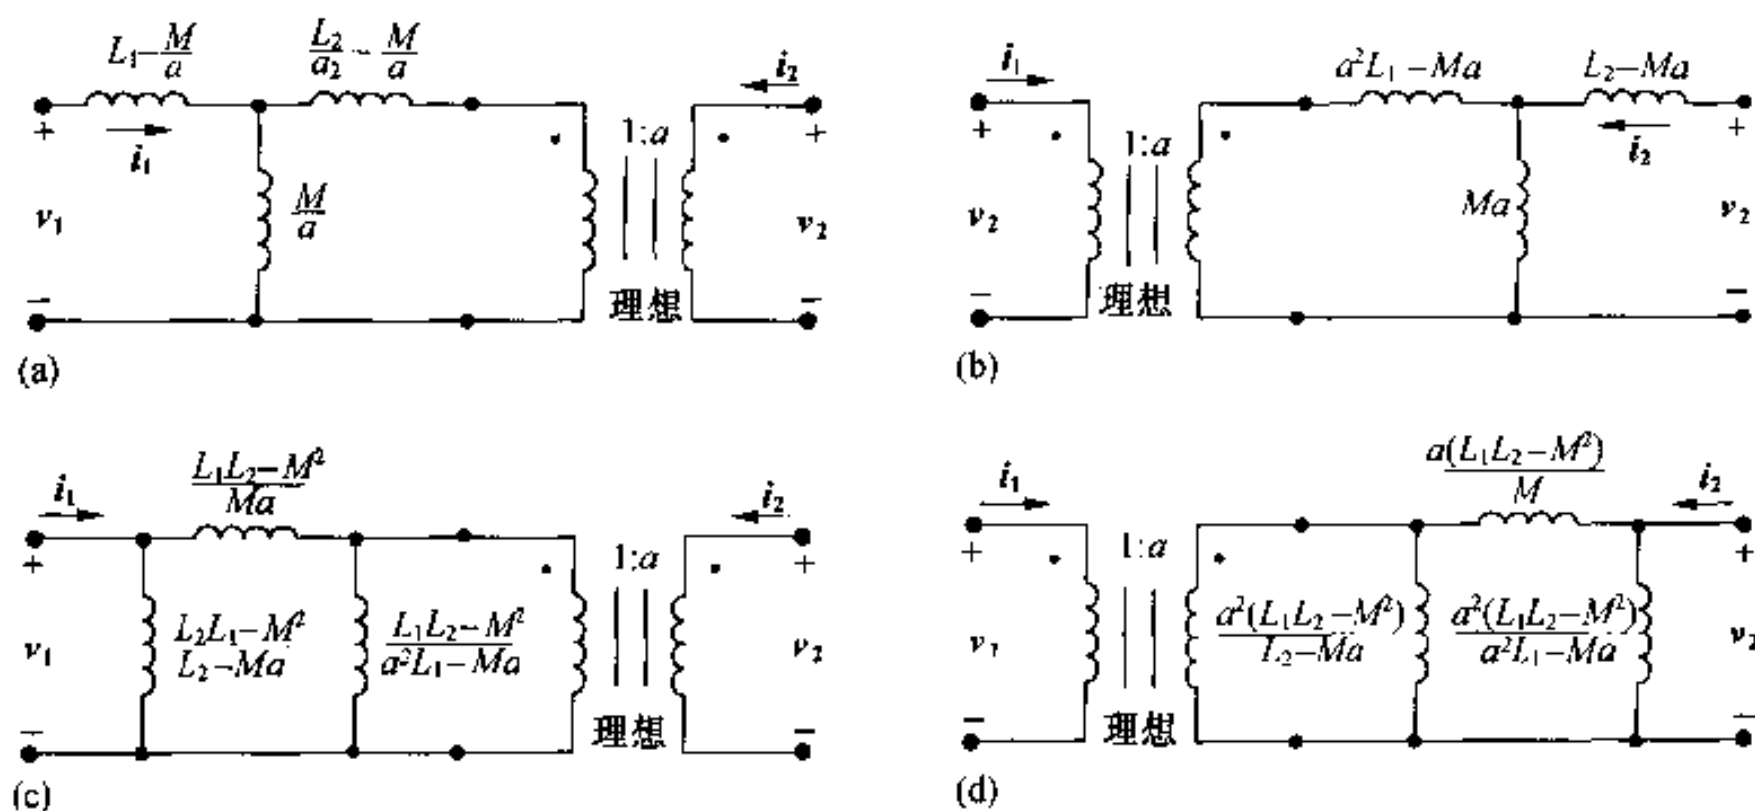 L₁−M/a
L₂/a₂−M/a
i₁
i₂
+
+
1:a
M/a
v₁
v₂
−
−
理想
(a)
i₁
a²L₁−Ma
L₂−Ma
+
+
1:a
i₂
Ma
v₂
v₂
−
−
理想
(b)
(L₁L₂−M²)/Ma
i₁
i₂
+
+
1:a
(L₂L₁−M²)/(L₂−Ma)
(L₁L₂−M²)/(a²L₁−Ma)
v₁
v₂
−
−
理想
(c)
a(L₁L₂−M²)/M
i₁
i₂
+
+
1:a
a²(L₁L₂−M²)/(L₂−Ma)
a²(L₁L₂−M²)/(a²L₁−Ma)
v₂
−
−
理想
(d)